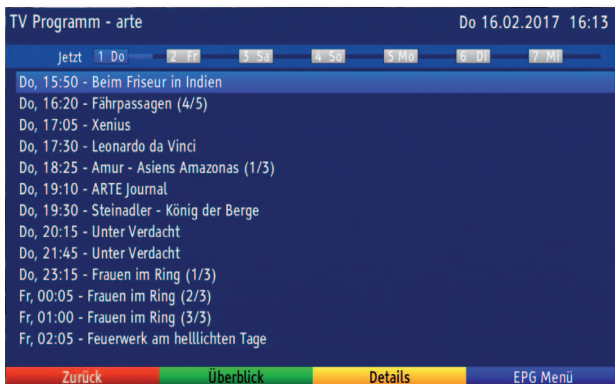 TV Programm - arte Do 16.02.2017 16:13
Jetzt 1 Do 2 Fr 3 Sa 4 So 5 Mo 6 Di 7 Mi
Do, 15:50 - Beim Friseur in Indien
Do, 16:20 - Fährpassagen (4/5)
Do, 17:05 - Xenius
Do, 17:30 - Leonardo da Vinci
Do, 18:25 - Amur - Asiens Amazonas (1/3)
Do, 19:10 - ARTE Journal
Do, 19:30 - Steinadler - König der Berge
Do, 20:15 - Unter Verdacht
Do, 21:45 - Unter Verdacht
Do, 23:15 - Frauen im Ring (1/3)
Fr, 00:05 - Frauen im Ring (2/3)
Fr, 01:00 - Frauen im Ring (3/3)
Fr, 02:05 - Feuerwerk am helllichten Tage
Zurück Überblick Details EPG Menü